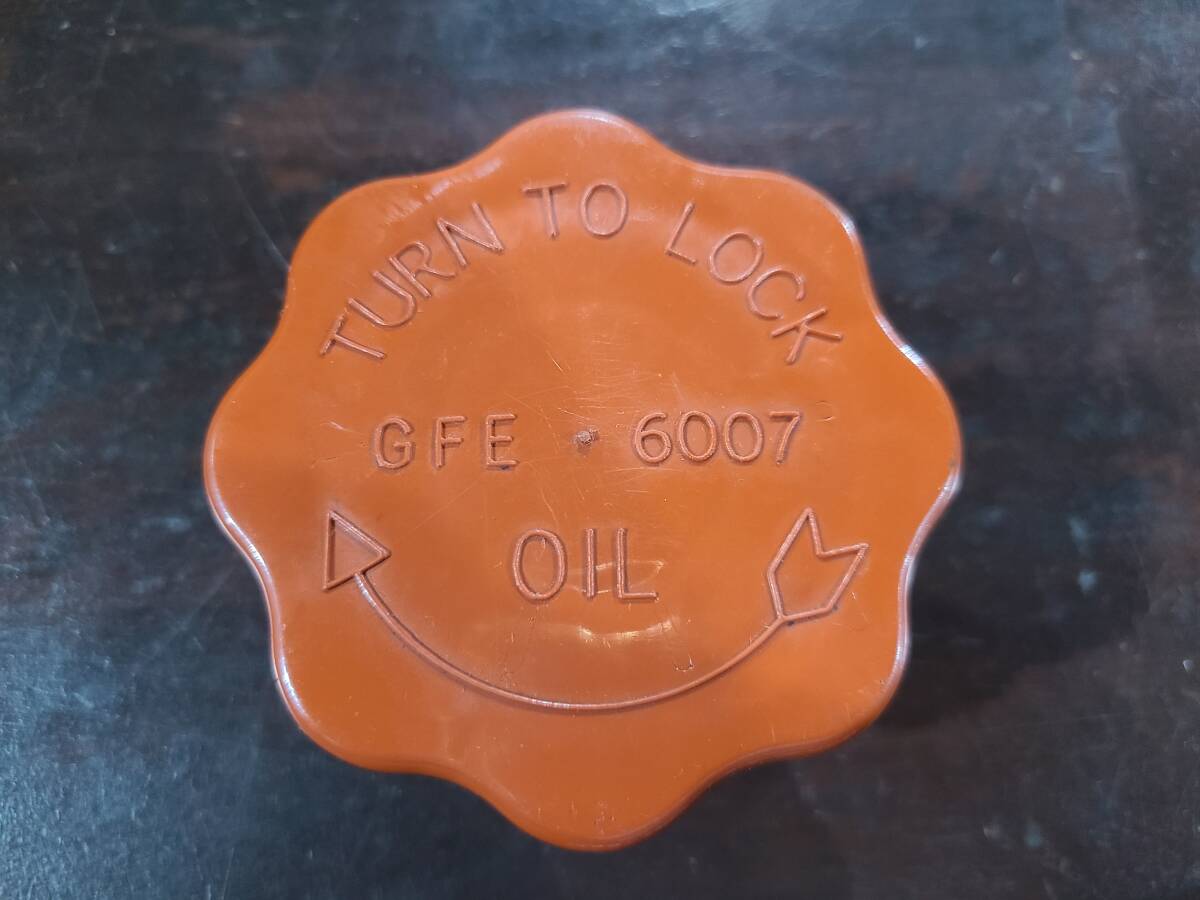 TURN TO LOCK
GFE · 6007
OIL